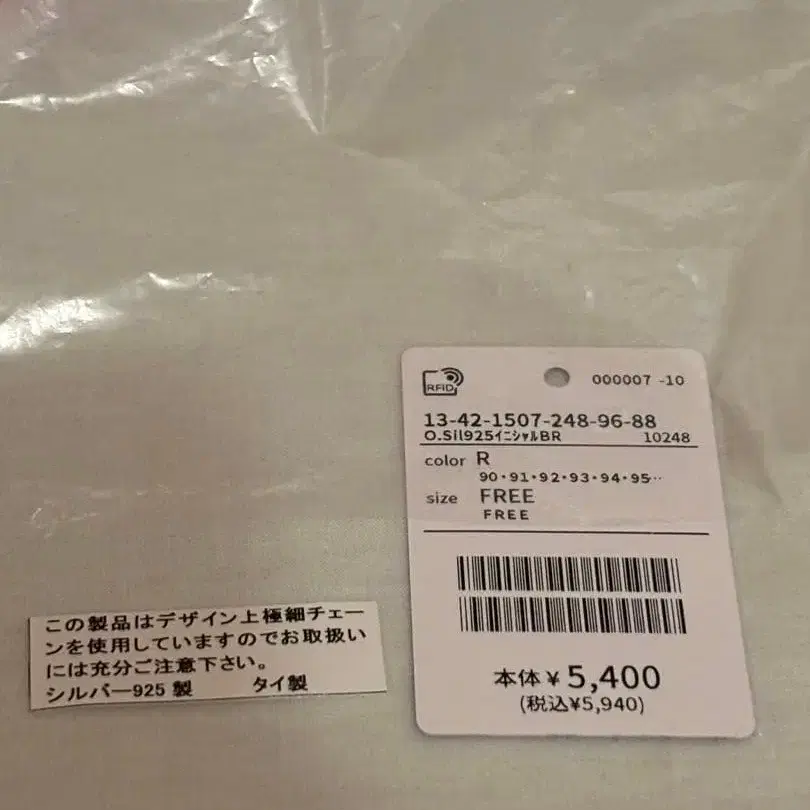 RFID
000007 -10
13-42-1507-248-96-88
O.Sil925ｲﾆｼｬﾙBR 10248
color R
90・91・92・93・94・95…
size FREE
FREE
本体¥5,400
(税込¥5,940)
この製品はデザイン上極細チェー
ンを使用していますのでお取扱い
には充分ご注意下さい。
シルバー925製 タイ製